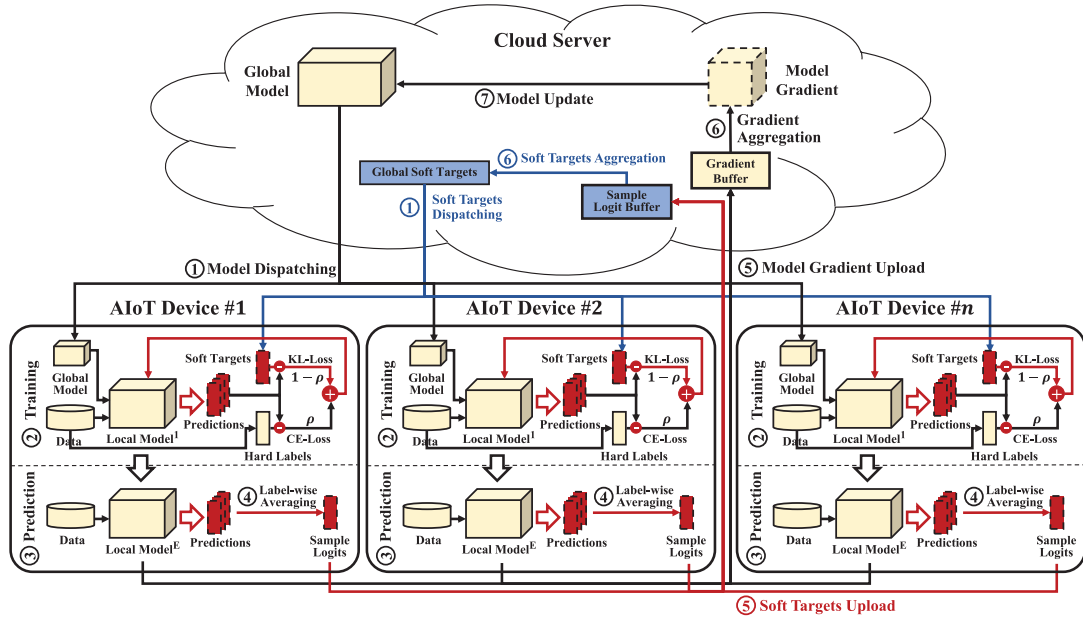 Cloud Server
Global
Model
Model
Gradient
⑦ Model Update
⑥ Gradient
Aggregation
⑥ Soft Targets Aggregation
Gradient
Buffer
Global Soft Targets
Sample
Logit Buffer
① Soft Targets
Dispatching
① Model Dispatching
⑤ Model Gradient Upload
AIoT Device #1
② Training
Global
Model
Soft Targets
KL-Loss
1 − ρ
Data
Local Model¹
Predictions
ρ
CE-Loss
Hard Labels
③ Prediction
Data
Local Modelᴱ
Predictions
④ Label-wise
Averaging
Sample
Logits
AIoT Device #2
② Training
Global
Model
Soft Targets
KL-Loss
1 − ρ
Data
Local Model¹
Predictions
ρ
CE-Loss
Hard Labels
③ Prediction
Data
Local Modelᴱ
Predictions
④ Label-wise
Averaging
Sample
Logits
AIoT Device #n
② Training
Global
Model
Soft Targets
KL-Loss
1 − ρ
Data
Local Model¹
Predictions
ρ
CE-Loss
Hard Labels
③ Prediction
Data
Local Modelᴱ
Predictions
④ Label-wise
Averaging
Sample
Logits
⑤ Soft Targets Upload